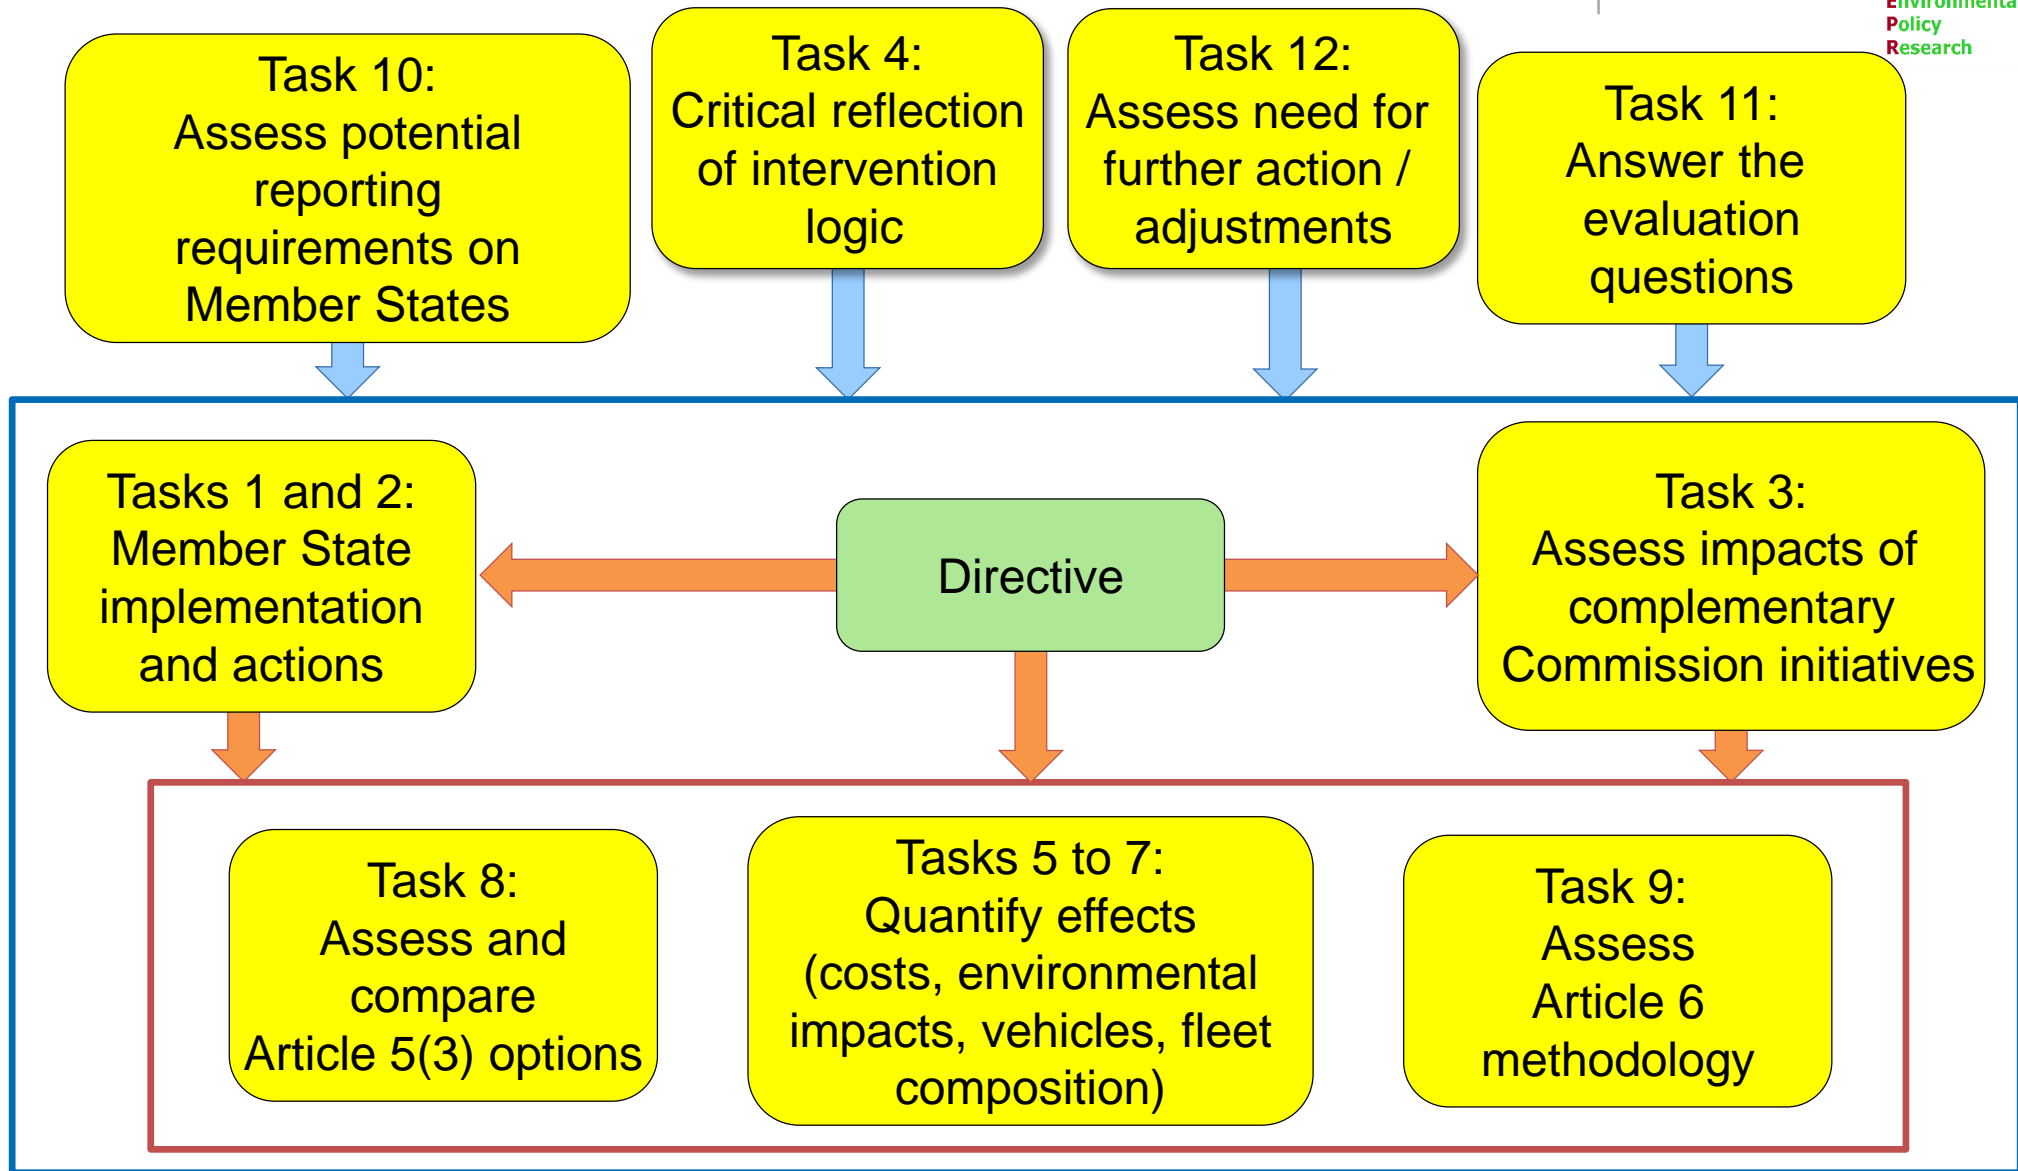 Environmenta
Policy
Research
Task 10:
Assess potential
reporting
requirements on
Member States
Task 4:
Critical reflection
of intervention
logic
Task 12:
Assess need for
further action /
adjustments
Task 11:
Answer the
evaluation
questions
Tasks 1 and 2:
Member State
implementation
and actions
Directive
Task 3:
Assess impacts of
complementary
Commission initiatives
Task 8:
Assess and
compare
Article 5(3) options
Tasks 5 to 7:
Quantify effects
(costs, environmental
impacts, vehicles, fleet
composition)
Task 9:
Assess
Article 6
methodology